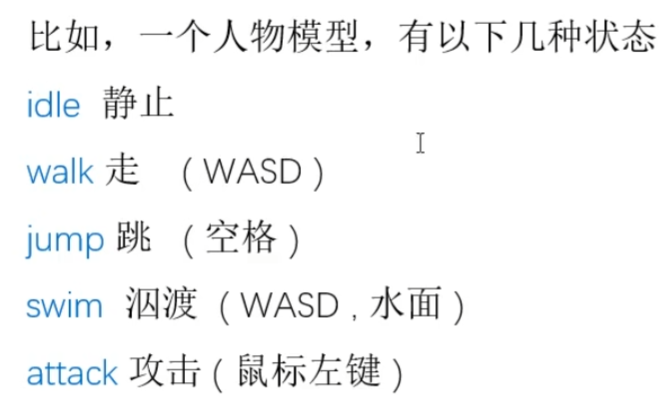 比如，一个人物模型，有以下几种状态
idle 静止
walk 走 （WASD）
jump 跳 （空格）
swim 泅渡（WASD , 水面）
attack 攻击(鼠标左键)